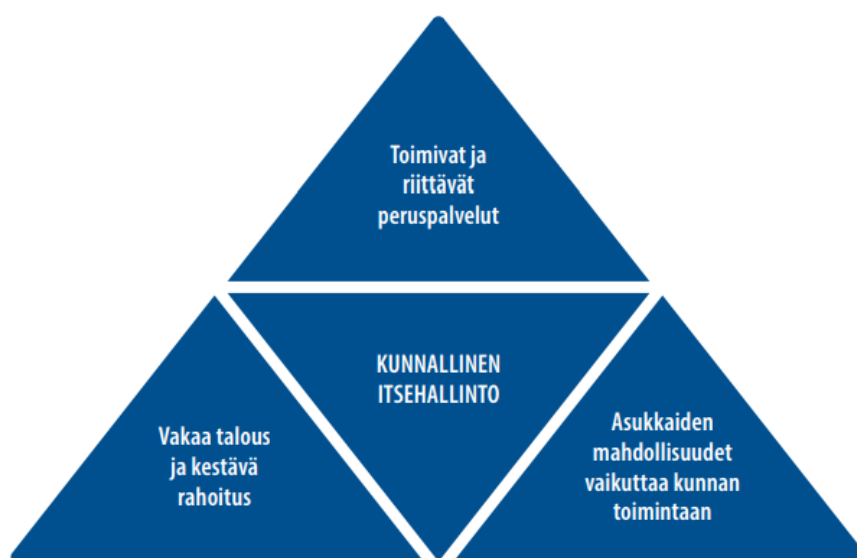 Toimivat ja
riittävät
peruspalvelut
KUNNALLINEN
ITSEHALLINTO
Vakaa talous
ja kestävä
rahoitus
Asukkaiden
mahdollisuudet
vaikuttaa kunnan
toimintaan